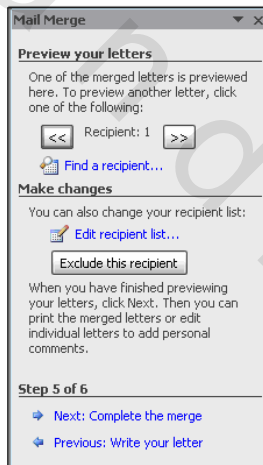 Mail Merge
Preview your letters
One of the merged letters is previewed
here. To preview another letter, click
one of the following:
<< Recipient: 1 >>
Find a recipient...
Make changes
You can also change your recipient list:
Edit recipient list...
Exclude this recipient
When you have finished previewing
your letters, click Next. Then you can
print the merged letters or edit
individual letters to add personal
comments.
Step 5 of 6
Next: Complete the merge
Previous: Write your letter